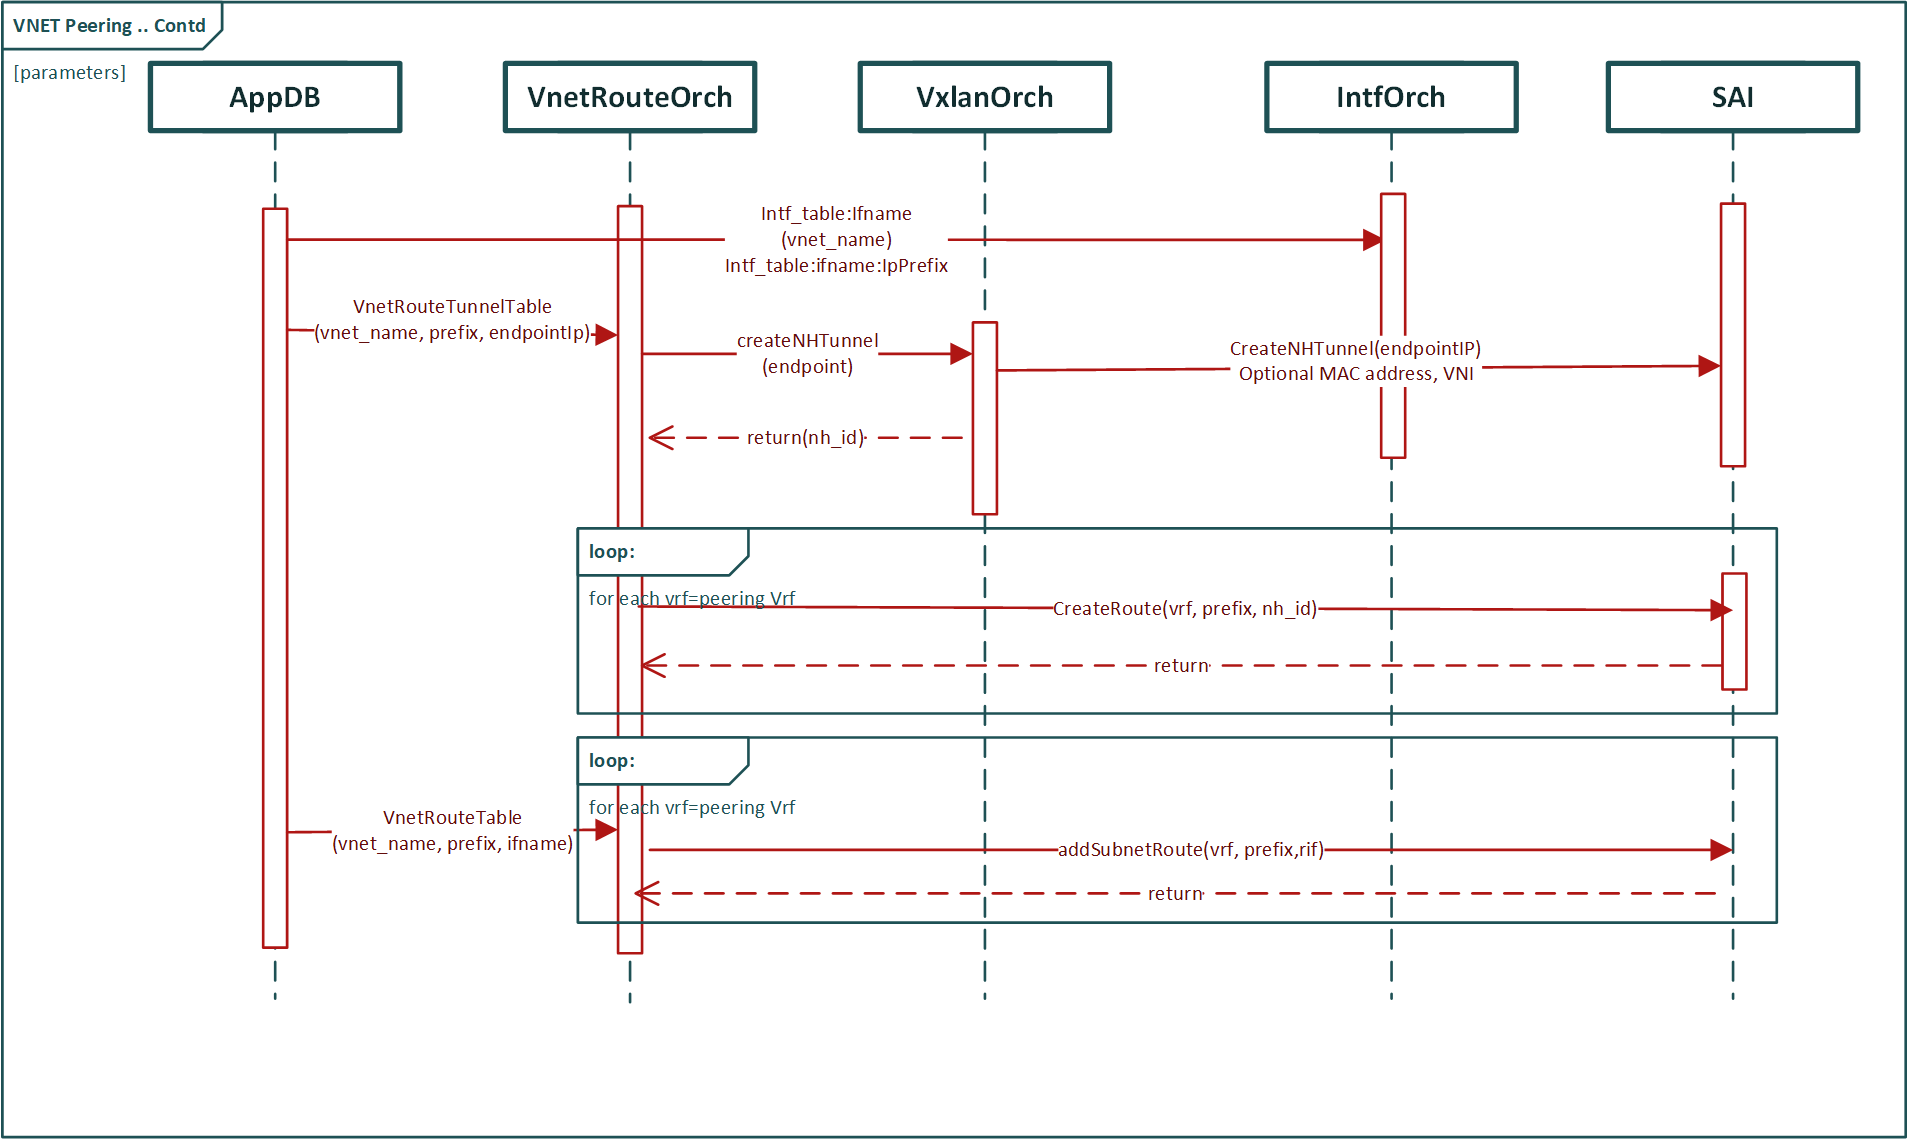 VNET Peering .. Contd
[parameters]
AppDB
VnetRouteOrch
VxlanOrch
IntfOrch
SAI
Intf_table:Ifname
(vnet_name)
Intf_table:ifname:IpPrefix
VnetRouteTunnelTable
(vnet_name, prefix, endpointIp)
createNHTunnel
(endpoint)
CreateNHTunnel(endpointIP)
Optional MAC address, VNI
return(nh_id)
loop:
for each vrf=peering Vrf
CreateRoute(vrf, prefix, nh_id)
return
loop:
for each vrf=peering Vrf
VnetRouteTable
(vnet_name, prefix, ifname)
addSubnetRoute(vrf, prefix,rif)
return